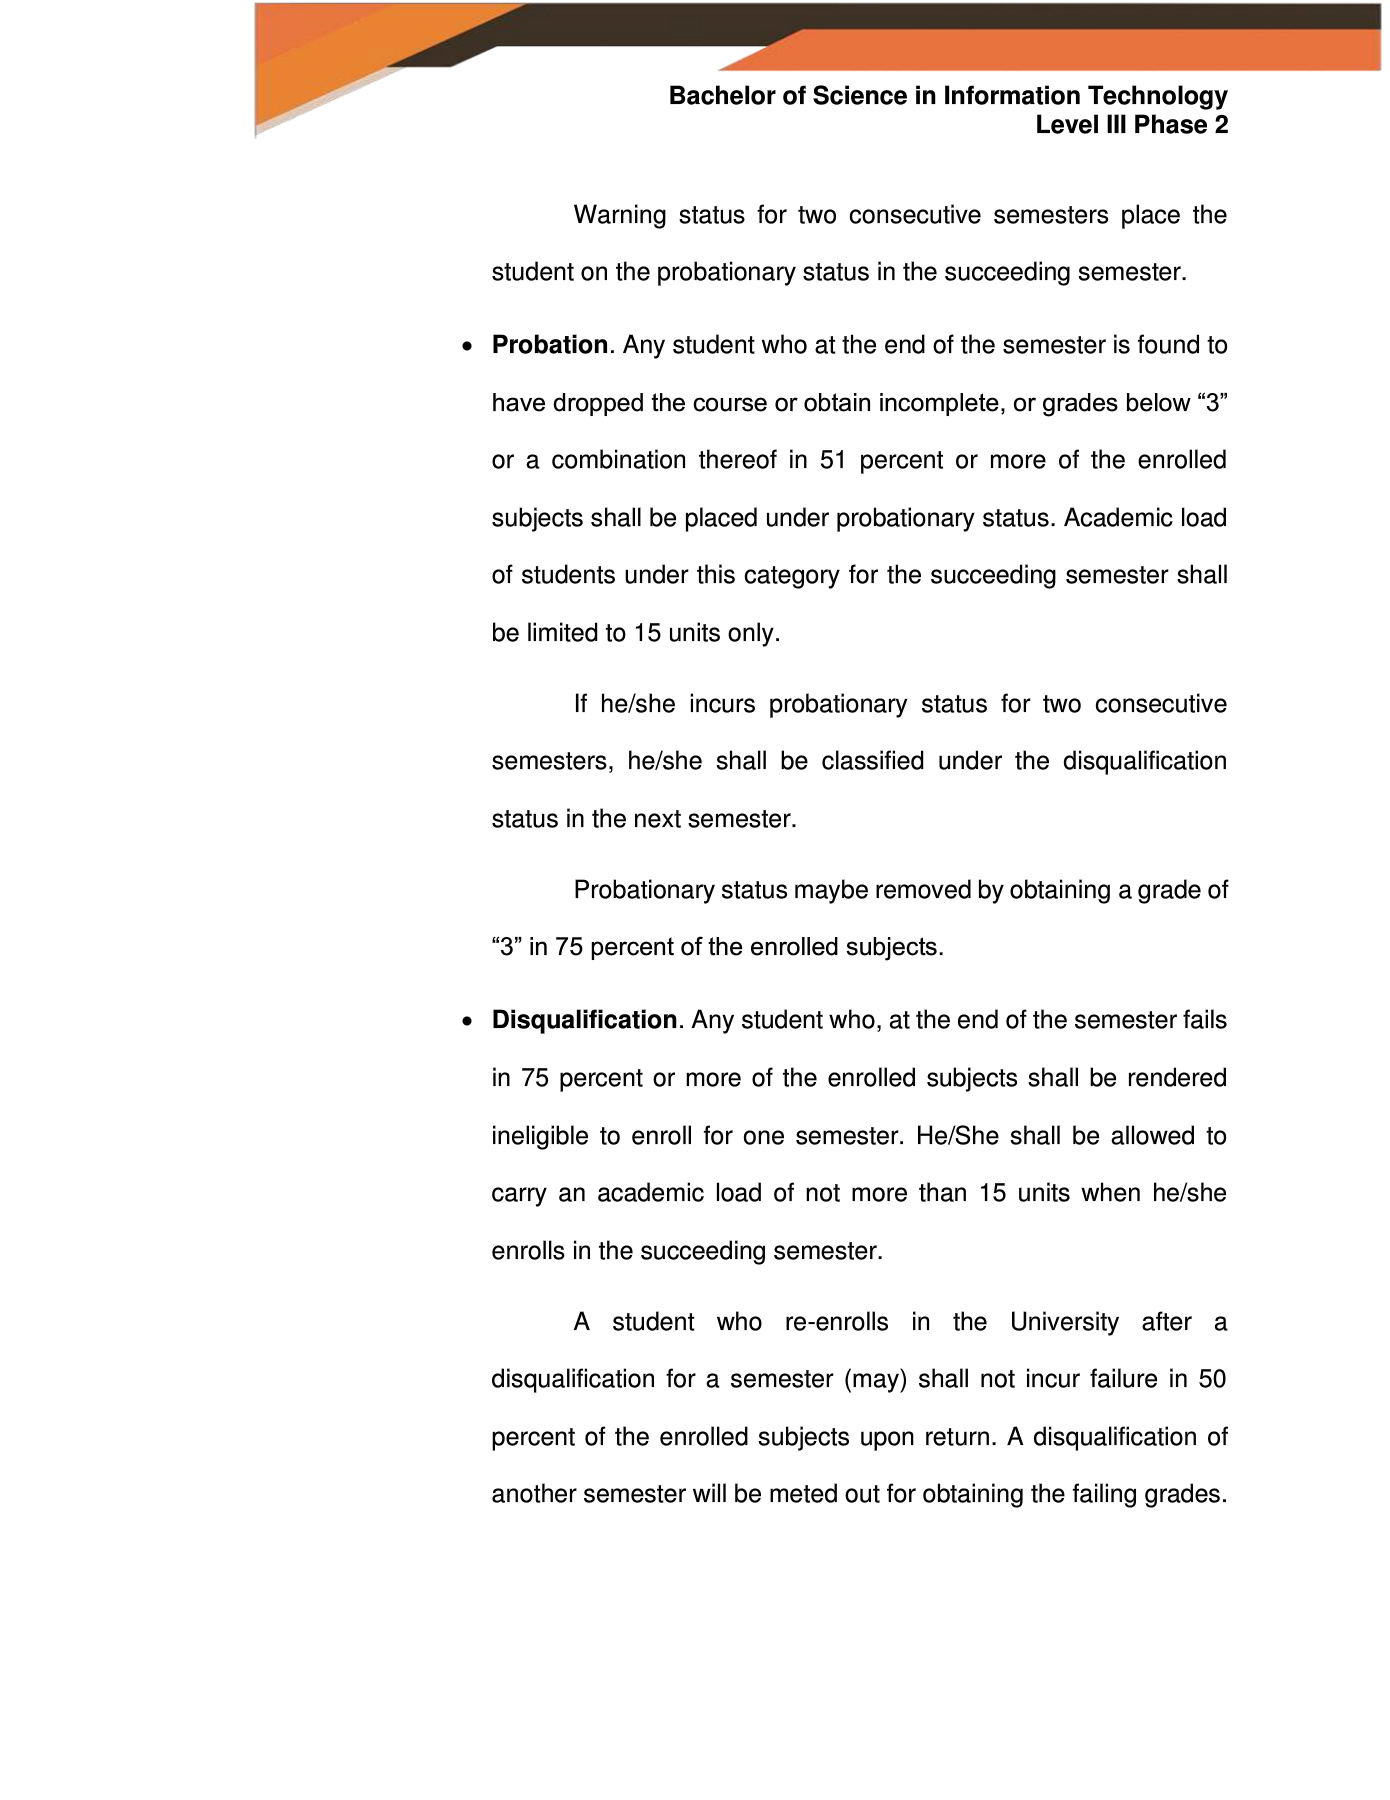 Bachelor of Science in Information Technology
Level III Phase 2
Warning status for two consecutive semesters place the
student on the probationary status in the succeeding semester.
• Probation. Any student who at the end of the semester is found to
have dropped the course or obtain incomplete, or grades below “3”
or a combination thereof in 51 percent or more of the enrolled
subjects shall be placed under probationary status. Academic load
of students under this category for the succeeding semester shall
be limited to 15 units only.
If he/she incurs probationary status for two consecutive
semesters, he/she shall be classified under the disqualification
status in the next semester.
Probationary status maybe removed by obtaining a grade of
“3” in 75 percent of the enrolled subjects.
• Disqualification. Any student who, at the end of the semester fails
in 75 percent or more of the enrolled subjects shall be rendered
ineligible to enroll for one semester. He/She shall be allowed to
carry an academic load of not more than 15 units when he/she
enrolls in the succeeding semester.
A student who re-enrolls in the University after a
disqualification for a semester (may) shall not incur failure in 50
percent of the enrolled subjects upon return. A disqualification of
another semester will be meted out for obtaining the failing grades.